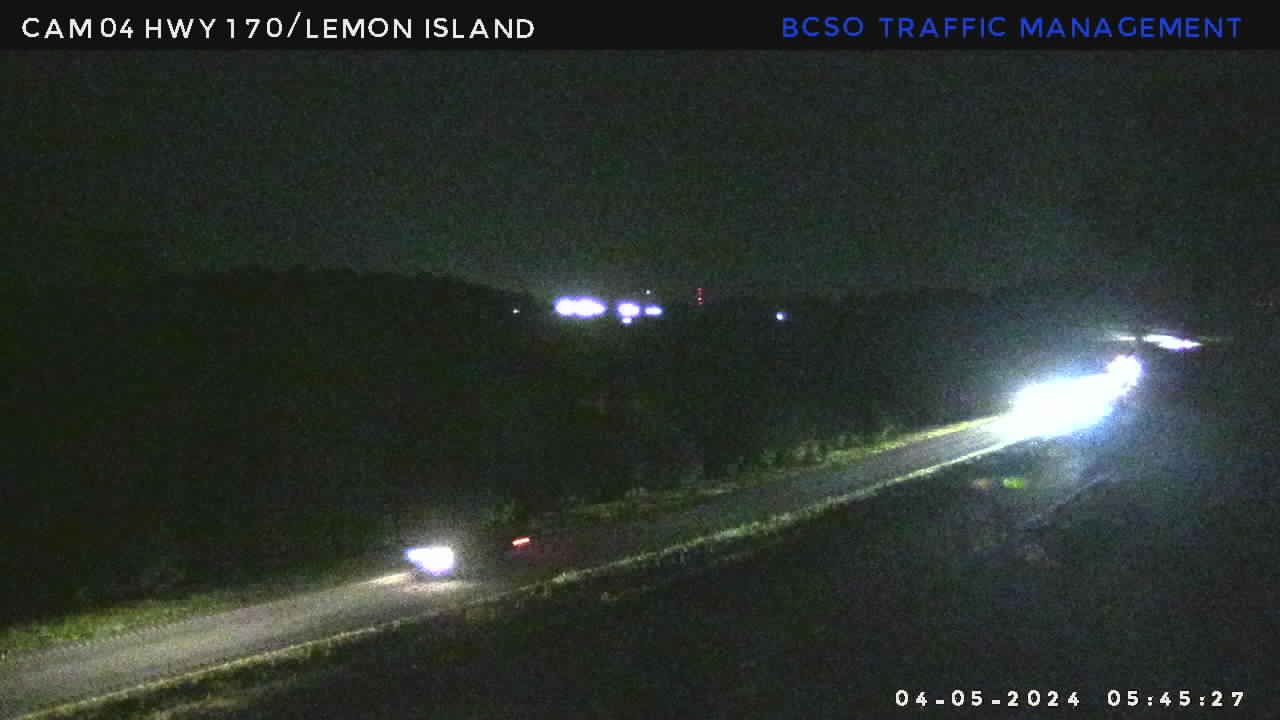 CAM04 HWY 170/LEMON ISLAND
BCSO TRAFFIC MANAGEMENT
04-05-2024 05:45:27